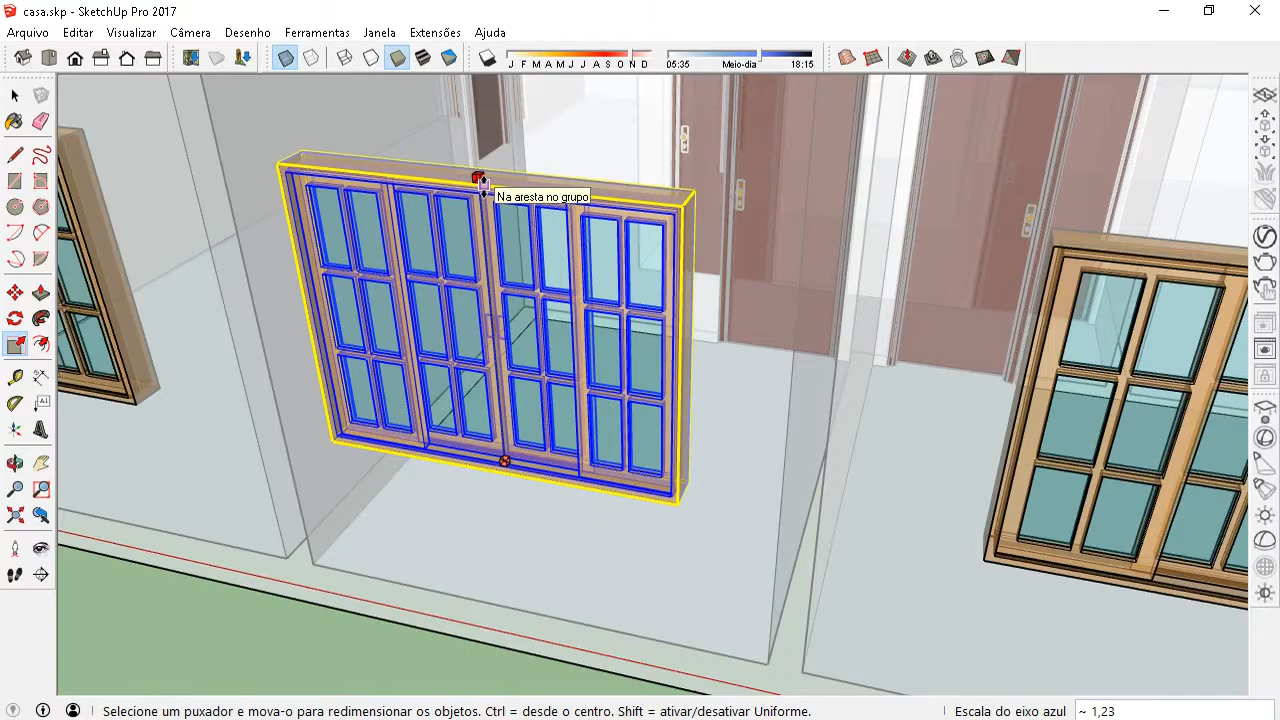 casa.skp - SketchUp Pro 2017
Arquivo Editar Visualizar Câmera Desenho Ferramentas Janela Extensões Ajuda
J F M A M J J A S O N D
05:35 Meio-dia 18:15
Na aresta no grupo
A1
Selecione um puxador e mova-o para redimensionar os objetos. Ctrl = desde o centro. Shift = ativar/desativar Uniforme.
Escala do eixo azul ~ 1,23